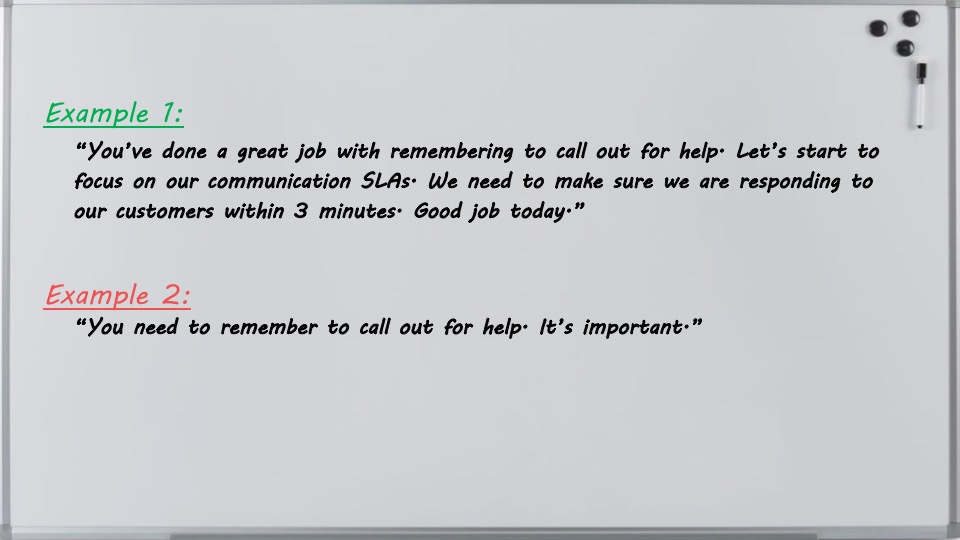 Example 1:
“You’ve done a great job with remembering to call out for help. Let’s start to
focus on our communication SLAs. We need to make sure we are responding to
our customers within 3 minutes. Good job today.”
Example 2:
“You need to remember to call out for help. It’s important.”